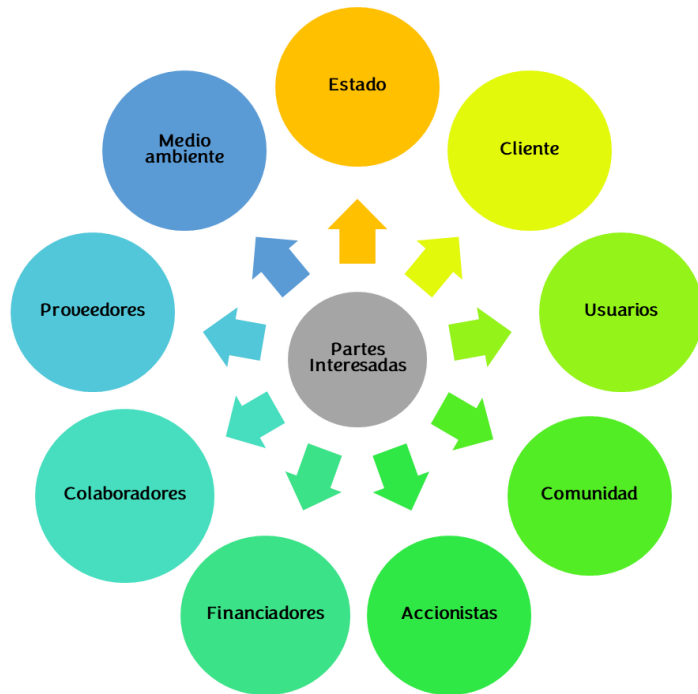 Estado
Cliente
Usuarios
Comunidad
Accionistas
Financiadores
Colaboradores
Proveedores
Medio
ambiente
Partes
Interesadas